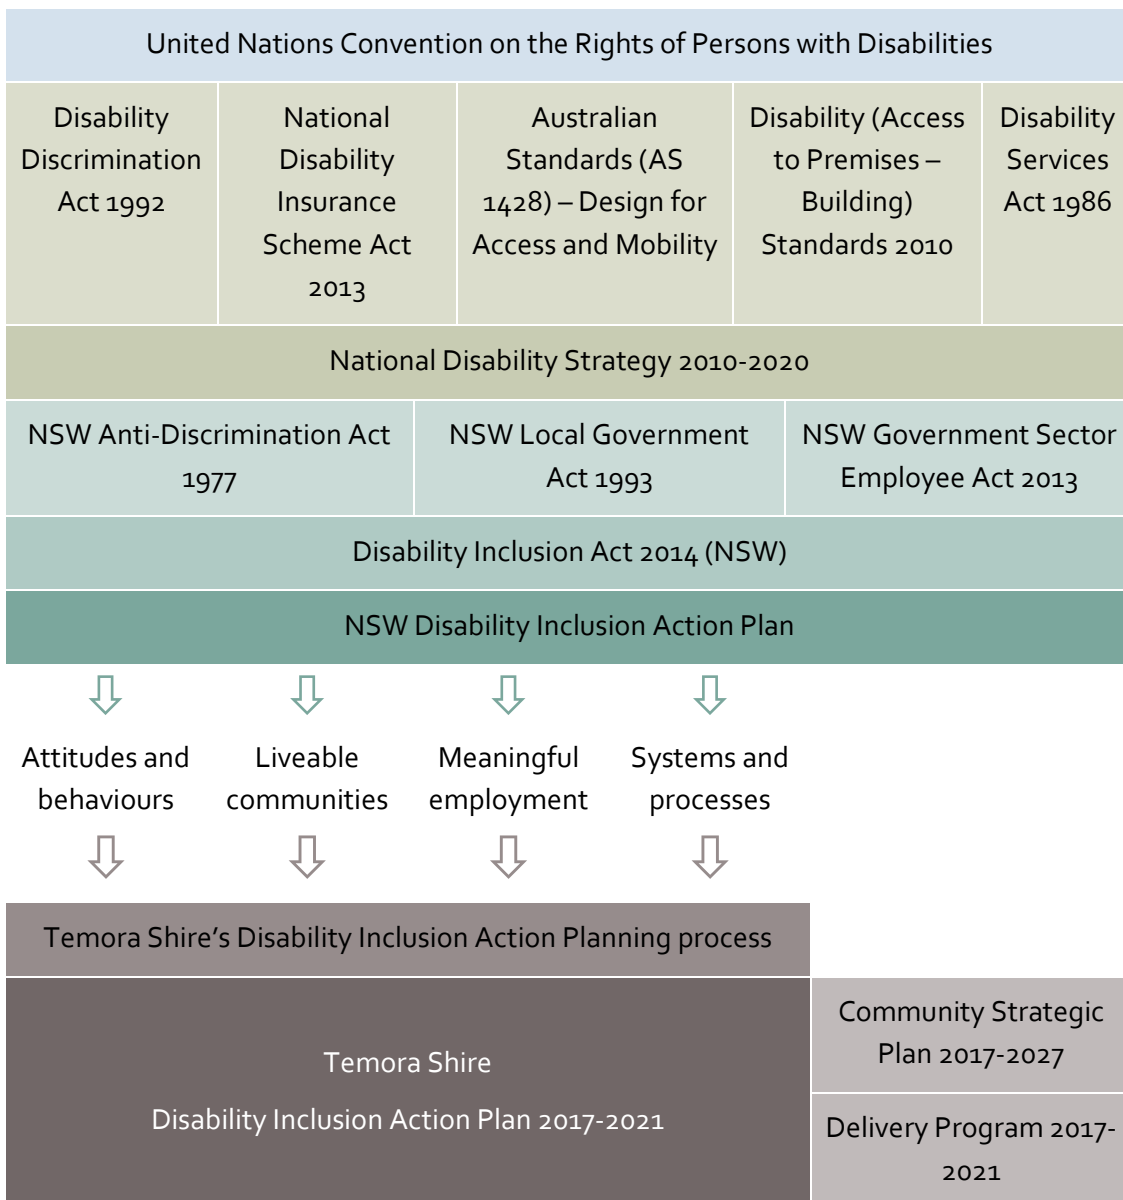 United Nations Convention on the Rights of Persons with Disabilities
Disability
Discrimination
Act 1992
National
Disability
Insurance
Scheme Act
2013
Australian
Standards (AS
1428) – Design for
Access and Mobility
Disability (Access
to Premises –
Building)
Standards 2010
Disability
Services
Act 1986
National Disability Strategy 2010-2020
NSW Anti-Discrimination Act
1977
NSW Local Government
Act 1993
NSW Government Sector
Employee Act 2013
Disability Inclusion Act 2014 (NSW)
NSW Disability Inclusion Action Plan
Attitudes and
behaviours
Liveable
communities
Meaningful
employment
Systems and
processes
Temora Shire’s Disability Inclusion Action Planning process
Temora Shire
Disability Inclusion Action Plan 2017-2021
Community Strategic
Plan 2017-2027
Delivery Program 2017-
2021